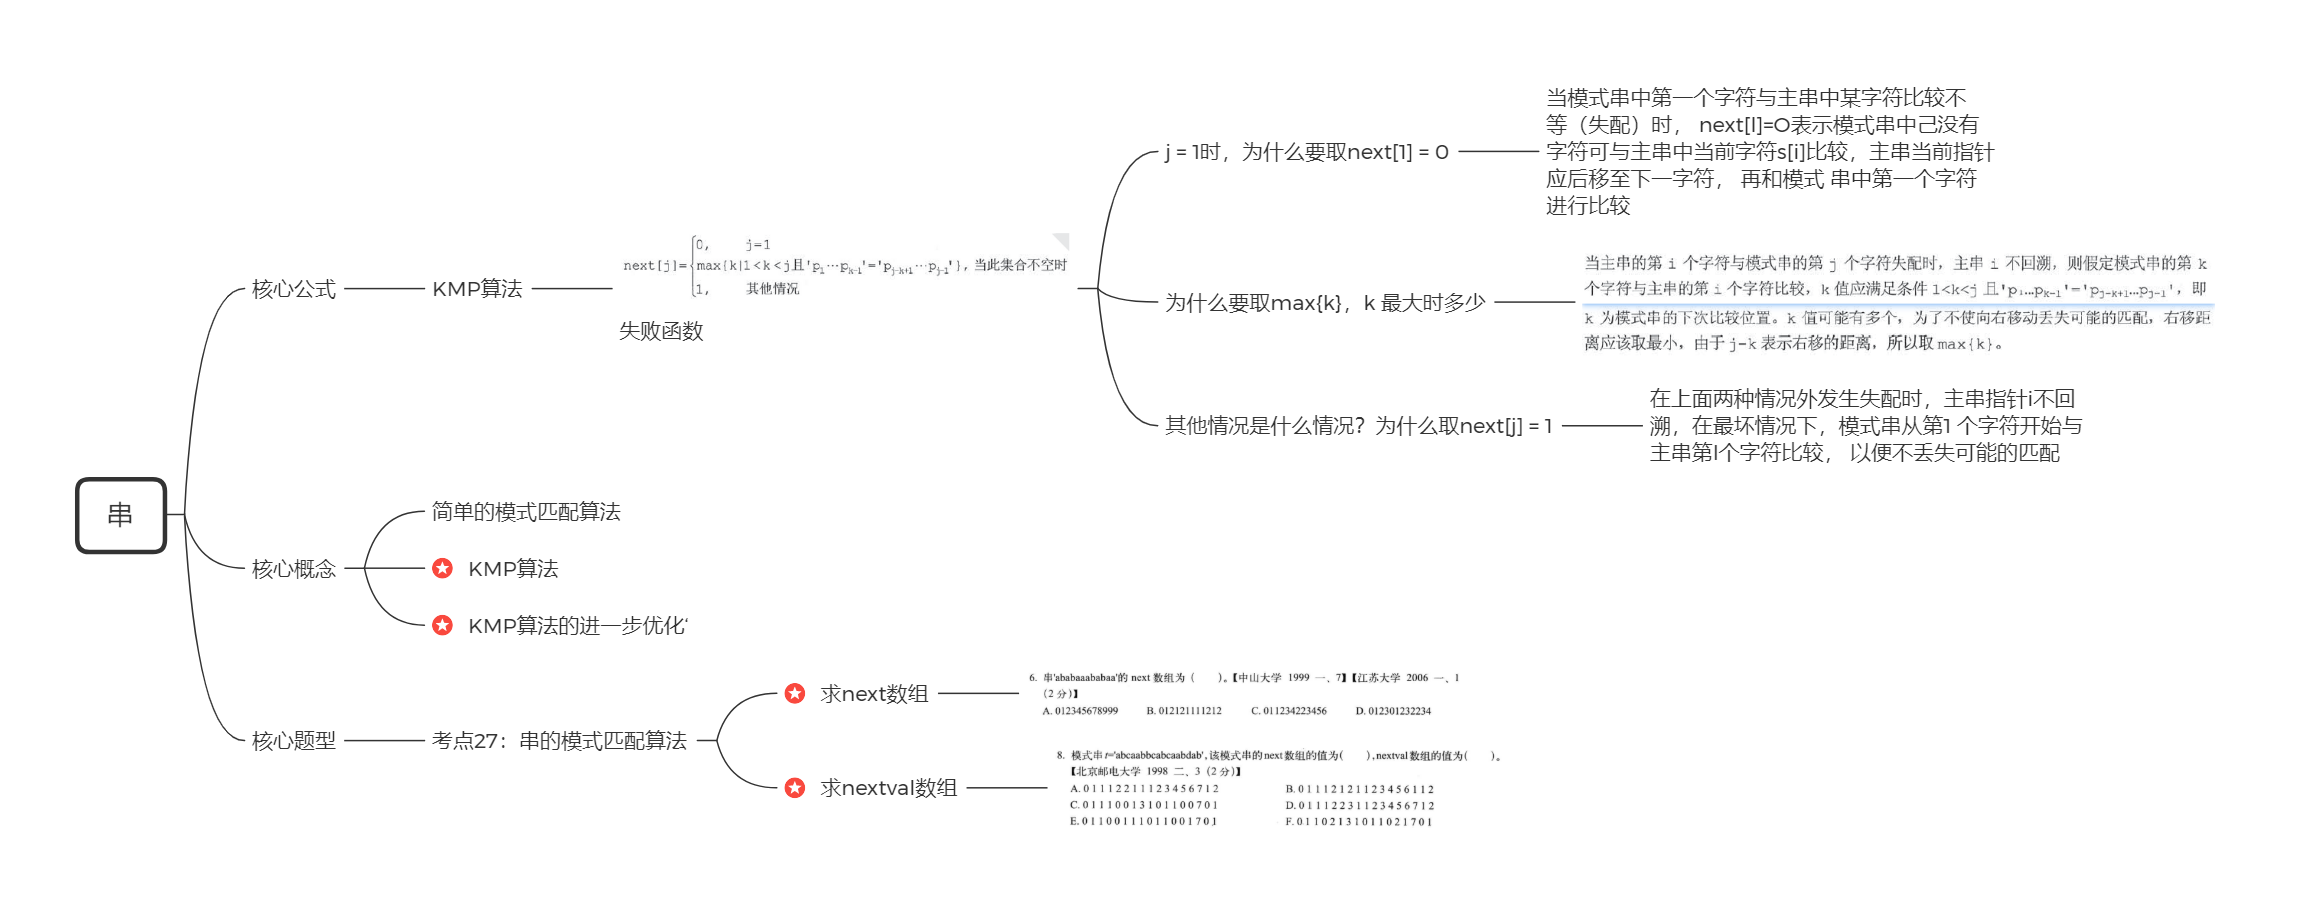 串
核心公式
KMP算法
next[j]=
0, j=1
max{k|1<k<j且'p₁…pₖ₋₁'='pⱼ₋ₖ₊₁…pⱼ₋₁'}, 当此集合不空时
1, 其他情况
失败函数
j = 1时，为什么要取next[1] = 0
当模式串中第一个字符与主串中某字符比较不
等（失配）时， next[l]=O表示模式串中己没有
字符可与主串中当前字符s[i]比较，主串当前指针
应后移至下一字符， 再和模式 串中第一个字符
进行比较
为什么要取max{k}，k 最大时多少
当主串的第 i 个字符与模式串的第 j 个字符失配时，主串 i 不回溯，则假定模式串的第 k
个字符与主串的第 i 个字符比较，k 值应满足条件 1<k<j 且'p₁…pₖ₋₁'='pⱼ₋ₖ₊₁…pⱼ₋₁'，即
k 为模式串的下次比较位置。k 值可能有多个，为了不使向右移动丢失可能的匹配，右移距
离应该取最小，由于 j-k 表示右移的距离，所以取 max{k}。
其他情况是什么情况？为什么取next[j] = 1
在上面两种情况外发生失配时，主串指针i不回
溯，在最坏情况下，模式串从第1 个字符开始与
主串第l个字符比较， 以便不丢失可能的匹配
核心概念
简单的模式匹配算法
KMP算法
KMP算法的进一步优化‘
核心题型
考点27：串的模式匹配算法
求next数组
6. 串'ababaaababaa'的 next 数组为（ ）。【中山大学 1999 一、7】【江苏大学 2006 一、1
（2 分）】
A. 012345678999 B. 012121111212 C. 011234223456 D. 012301232234
求nextval数组
8. 模式串 t='abcaabbcabcaabdab',该模式串的next数组的值为( ),nextval数组的值为( )。
【北京邮电大学 1998 二、3（2 分）】
A. 0 1 1 1 2 2 1 1 1 2 3 4 5 6 7 1 2 B. 0 1 1 1 2 1 2 1 1 2 3 4 5 6 1 1 2
C. 0 1 1 1 0 0 1 3 1 0 1 1 0 0 7 0 1 D. 0 1 1 1 2 2 3 1 1 2 3 4 5 6 7 1 2
E. 0 1 1 0 0 1 1 1 0 1 1 0 0 1 7 0 1 F. 0 1 1 0 2 1 3 1 0 1 1 0 2 1 7 0 1